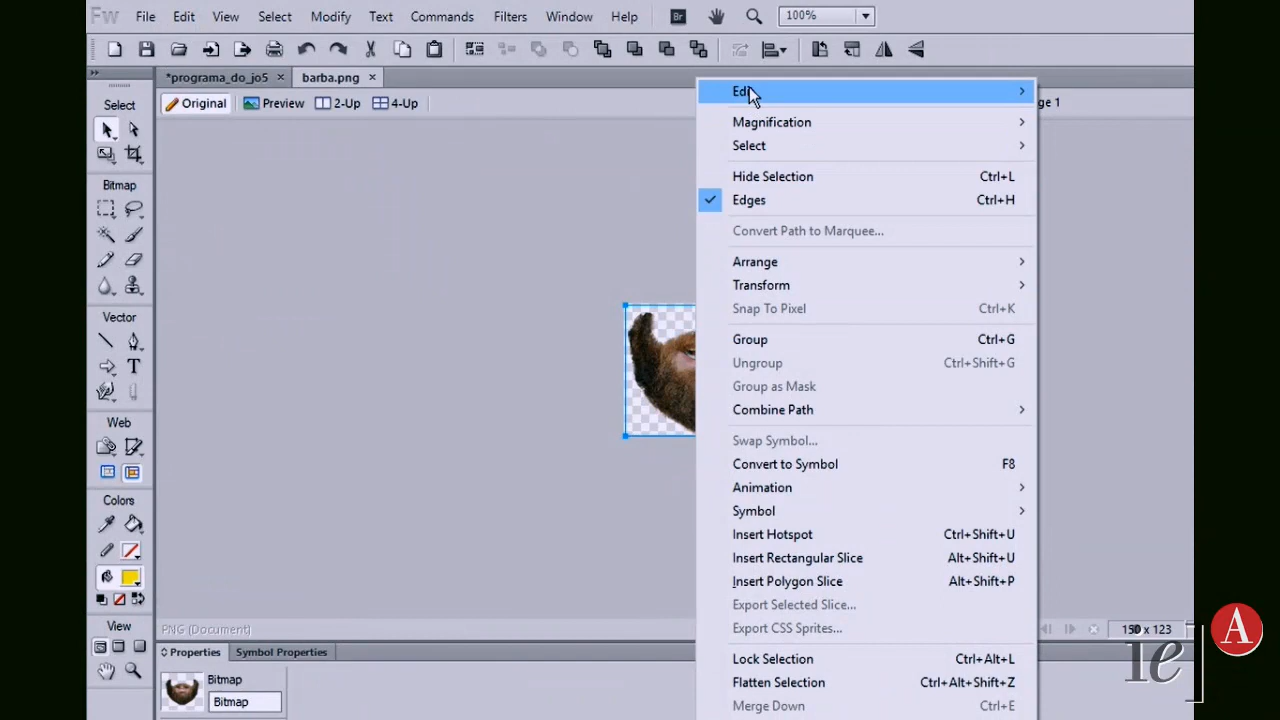 Fw File Edit View Select Modify Text Commands Filters Window Help Br 100%
*programa_do_jo5 × barba.png ×
Original Preview 2-Up 4-Up ge 1
Select
Bitmap
Vector
T
Web
Colors
View
Magnification
Select
Hide Selection Ctrl+L
Edges Ctrl+H
Convert Path to Marquee...
Arrange
Transform
Snap To Pixel Ctrl+K
Group Ctrl+G
Ungroup Ctrl+Shift+G
Group as Mask
Combine Path
Swap Symbol...
Convert to Symbol F8
Animation
Symbol
Insert Hotspot Ctrl+Shift+U
Insert Rectangular Slice Alt+Shift+U
Insert Polygon Slice Alt+Shift+P
Export Selected Slice...
Export CSS Sprites...
Lock Selection Ctrl+Alt+L
Flatten Selection Ctrl+Alt+Shift+Z
Merge Down Ctrl+E
PNG (Document) x 123
Properties Symbol Properties
Bitmap
Bitmap
A
ie]